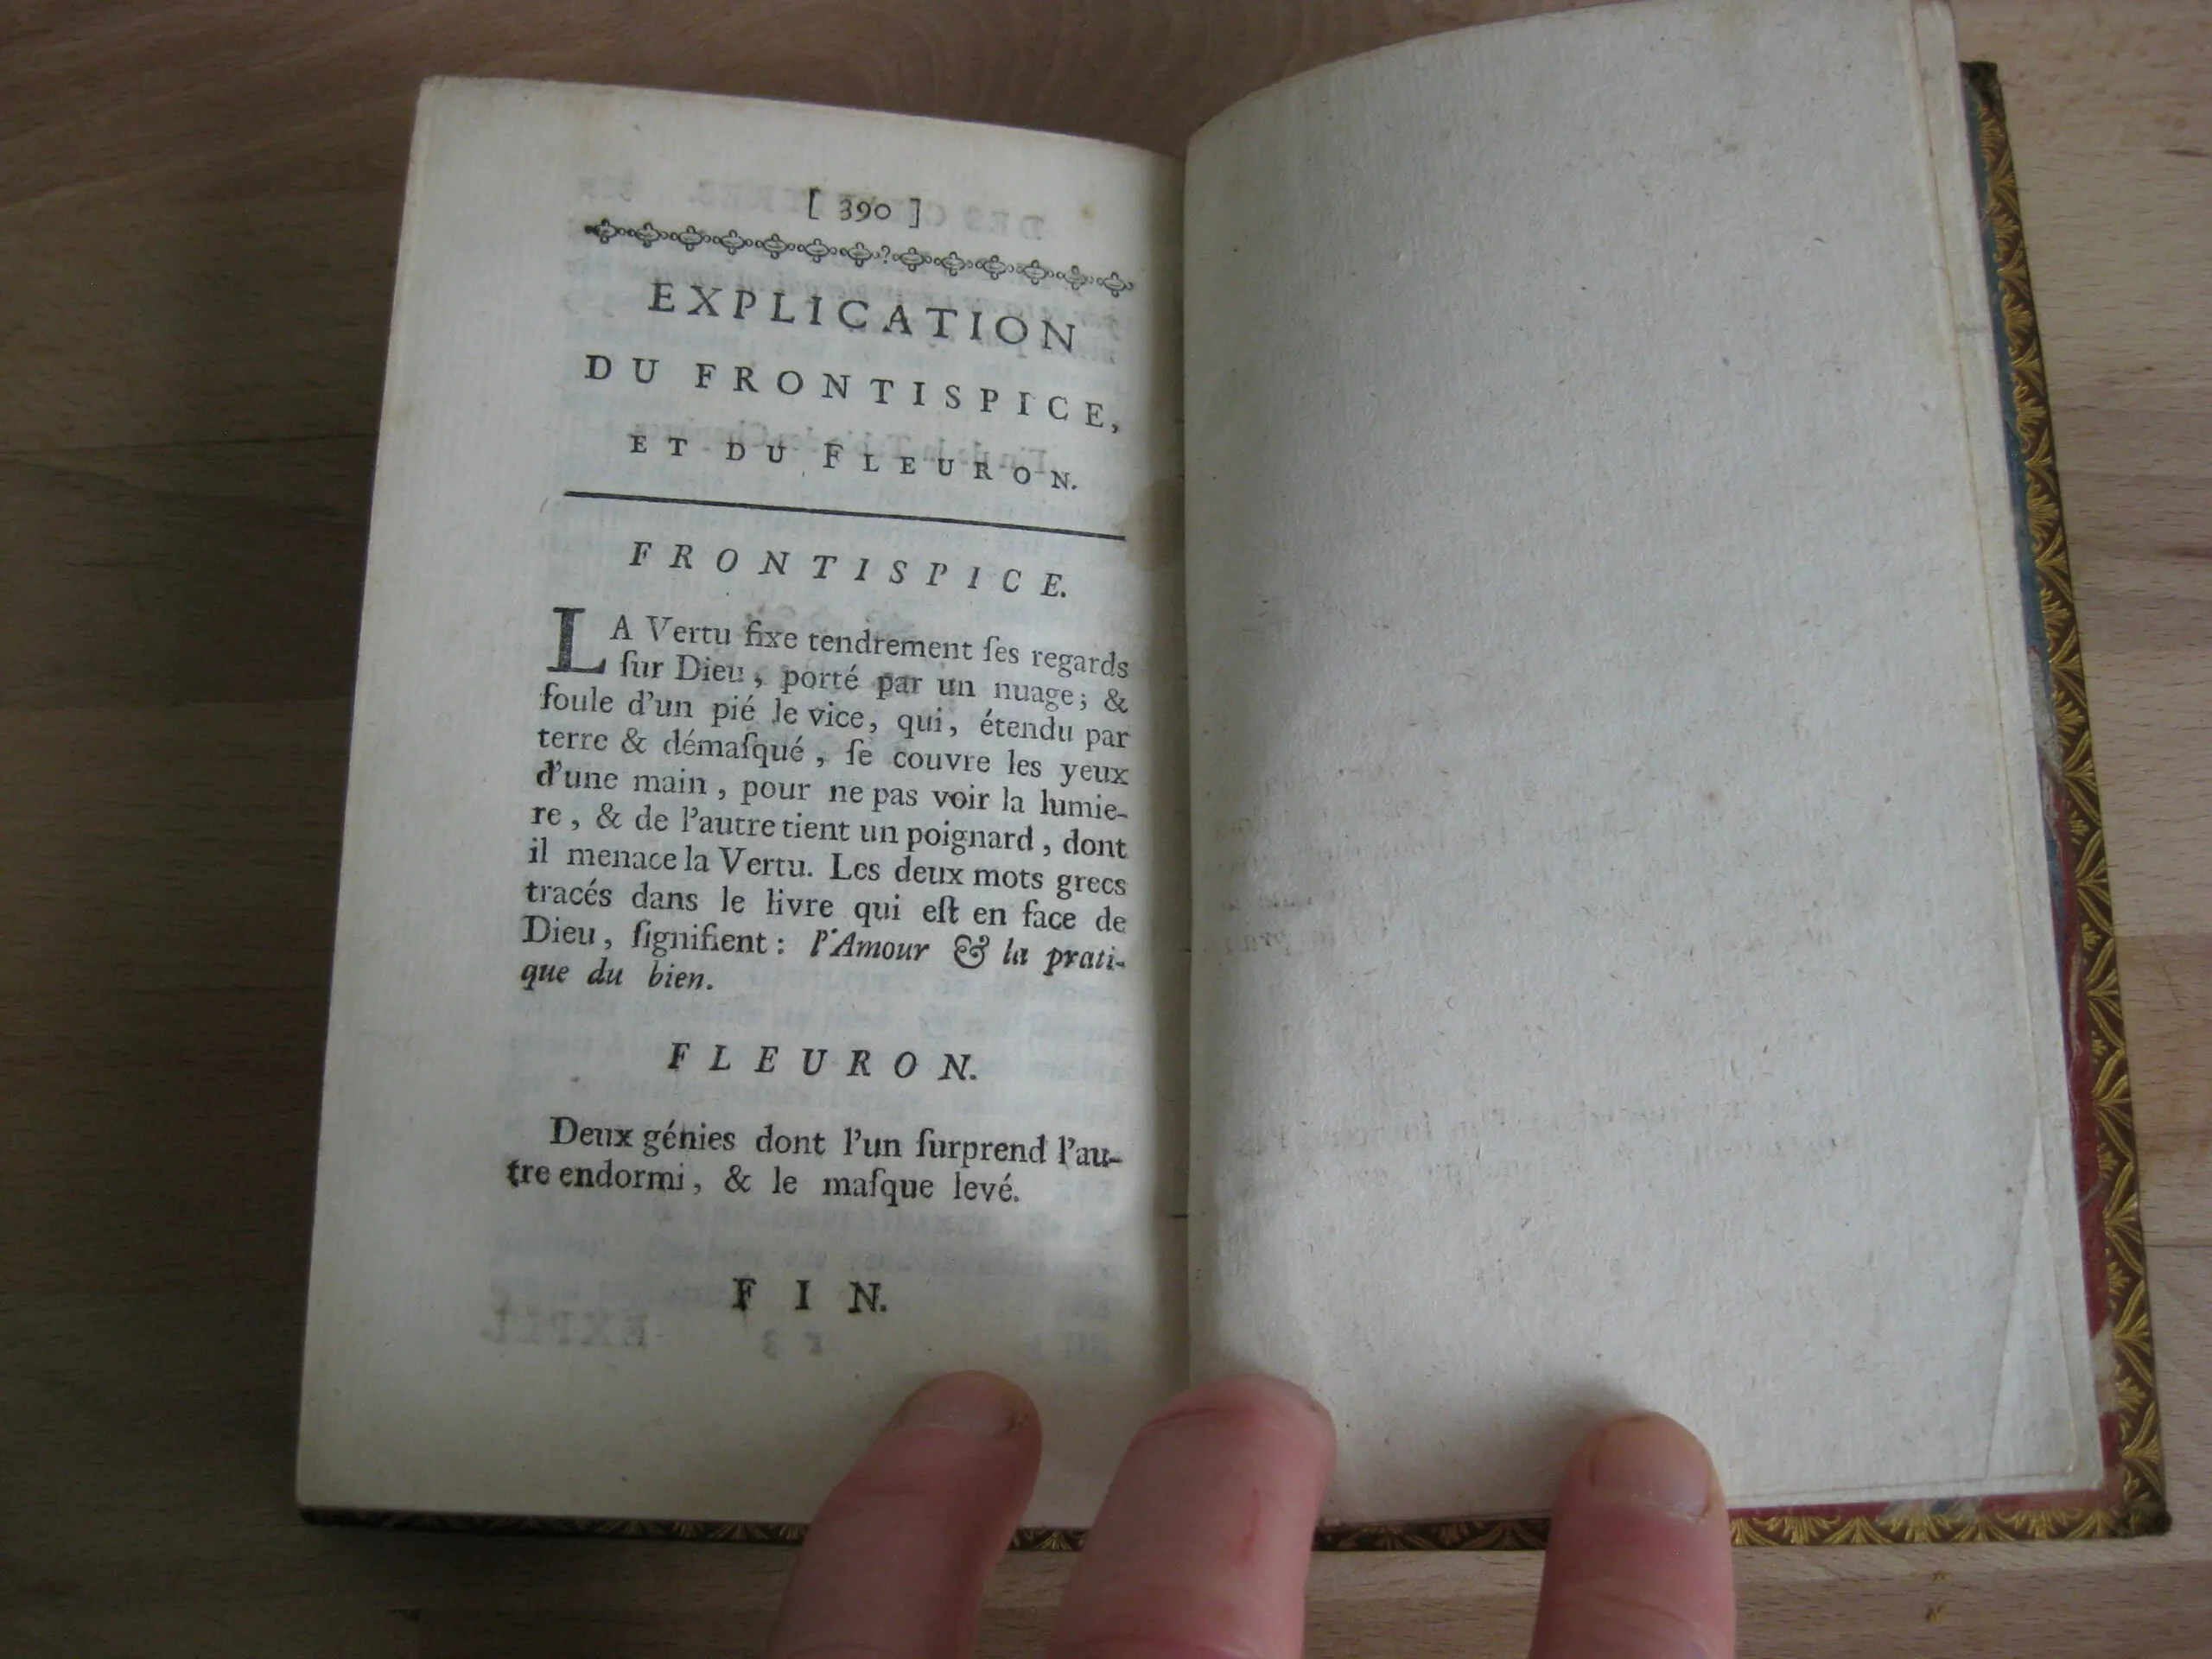 [ 390 ]
EXPLICATION
DU FRONTISPICE,
ET DU FLEURON.
FRONTISPICE.
LA Vertu fixe tendrement ſes regards
ſur Dieu, porté par un nuage; &
foule d'un pié le vice, qui, étendu par
terre & démaſqué, ſe couvre les yeux
d'une main, pour ne pas voir la lumie-
re, & de l'autre tient un poignard, dont
il menace la Vertu. Les deux mots grecs
tracés dans le livre qui eſt en face de
Dieu, ſignifient : l'Amour & la prati-
que du bien.
FLEURON.
Deux génies dont l'un ſurprend l'au-
tre endormi, & le maſque levé.
FIN.